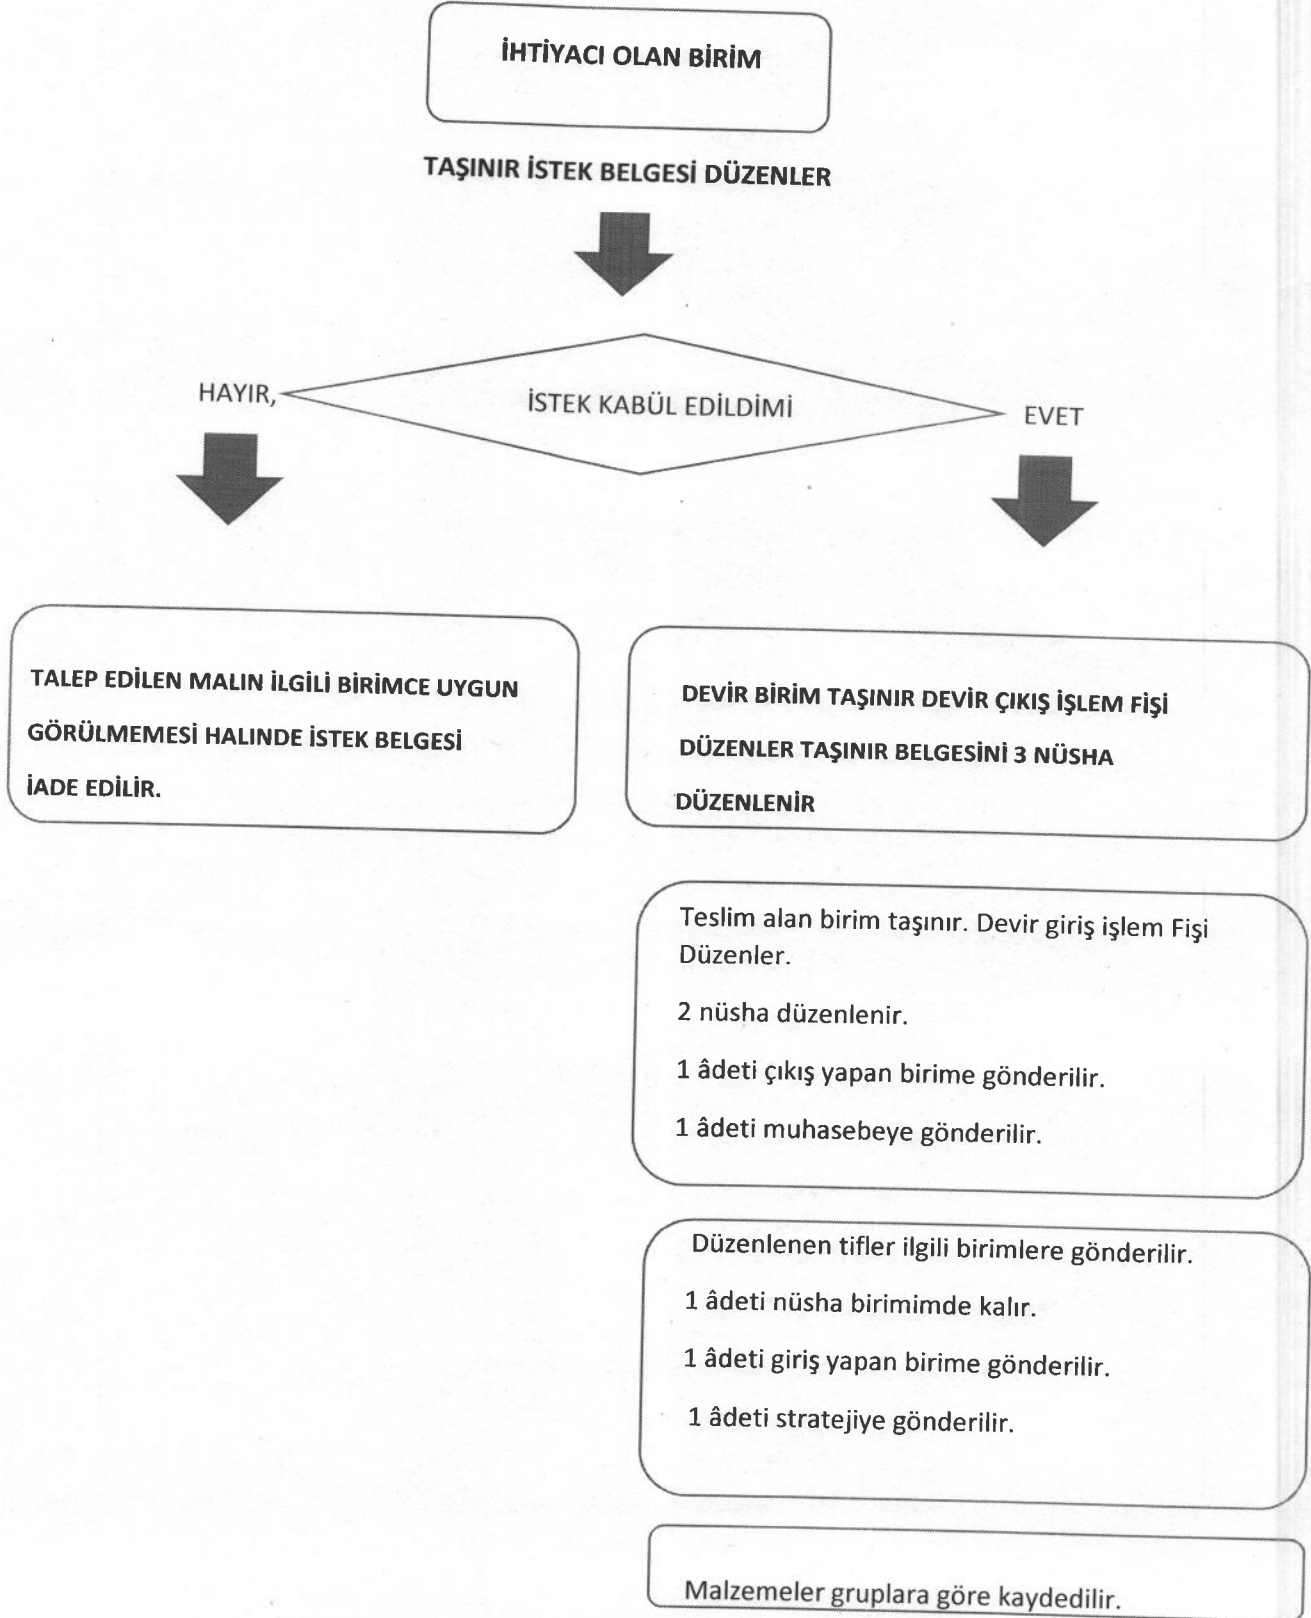 İHTİYACI OLAN BİRİM
TAŞINIR İSTEK BELGESİ DÜZENLER
HAYIR,
İSTEK KABÜL EDİLDİMİ
EVET
TALEP EDİLEN MALIN İLGİLİ BİRİMCE UYGUN
GÖRÜLMEMESİ HALINDE İSTEK BELGESİ
İADE EDİLİR.
DEVİR BİRİM TAŞINIR DEVİR ÇIKIŞ İŞLEM FİŞİ
DÜZENLER TAŞINIR BELGESİNİ 3 NÜSHA
DÜZENLENİR
Teslim alan birim taşınır. Devir giriş işlem Fişi
Düzenler.
2 nüsha düzenlenir.
1 âdeti çıkış yapan birime gönderilir.
1 âdeti muhasebeye gönderilir.
Düzenlenen tifler ilgili birimlere gönderilir.
1 âdeti nüsha birimimde kalır.
1 âdeti giriş yapan birime gönderilir.
1 âdeti stratejiye gönderilir.
Malzemeler gruplara göre kaydedilir.